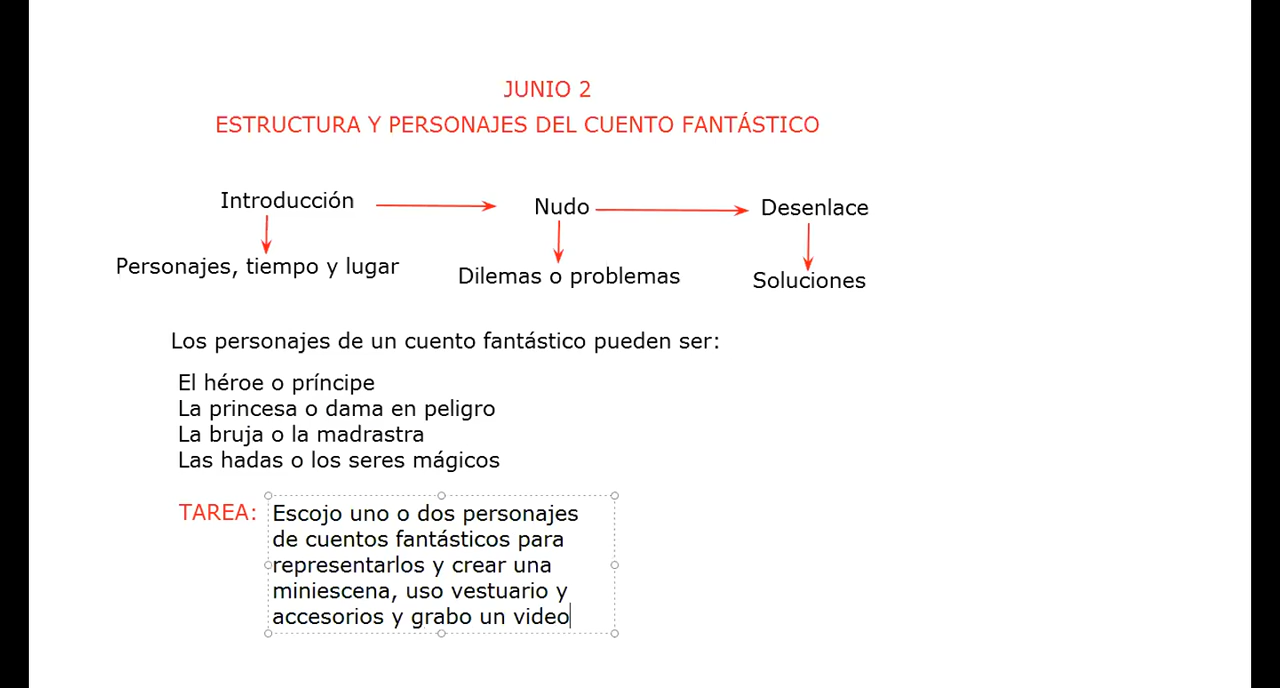 JUNIO 2
ESTRUCTURA Y PERSONAJES DEL CUENTO FANTÁSTICO
Introducción
Nudo
Desenlace
Personajes, tiempo y lugar
Dilemas o problemas
Soluciones
Los personajes de un cuento fantástico pueden ser:
El héroe o príncipe
La princesa o dama en peligro
La bruja o la madrastra
Las hadas o los seres mágicos
TAREA: Escojo uno o dos personajes
de cuentos fantásticos para
representarlos y crear una
miniescena, uso vestuario y
accesorios y grabo un video